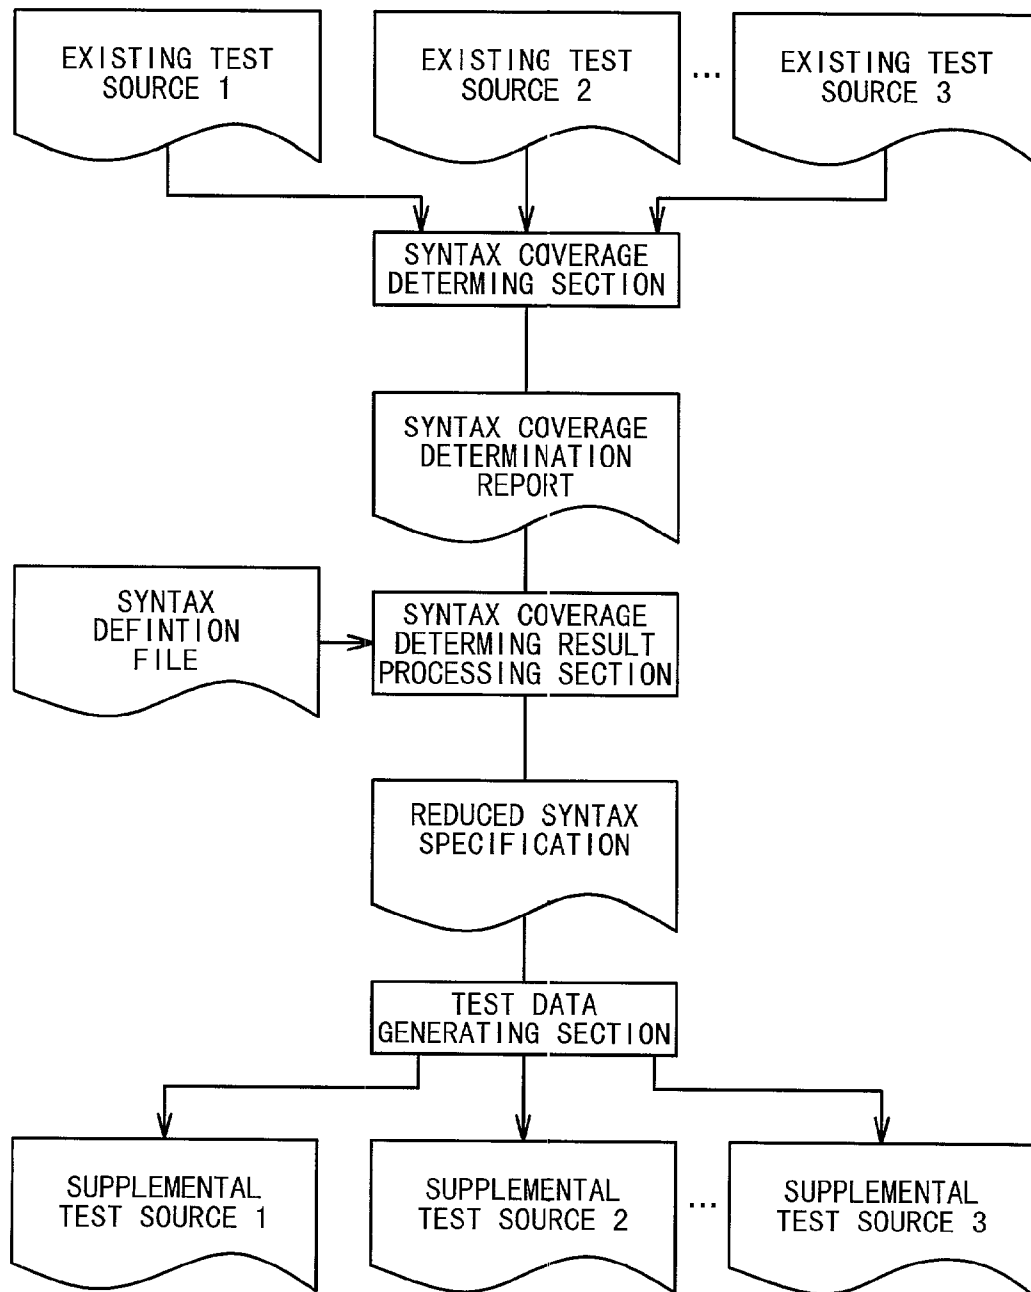 EXISTING TEST
SOURCE 1
EXISTING TEST
SOURCE 2
...
EXISTING TEST
SOURCE 3
SYNTAX COVERAGE
DETERMING SECTION
SYNTAX COVERAGE
DETERMINATION
REPORT
SYNTAX
DEFINTION
FILE
SYNTAX COVERAGE
DETERMING RESULT
PROCESSING SECTION
REDUCED SYNTAX
SPECIFICATION
TEST DATA
GENERATING SECTION
SUPPLEMENTAL
TEST SOURCE 1
SUPPLEMENTAL
TEST SOURCE 2
...
SUPPLEMENTAL
TEST SOURCE 3